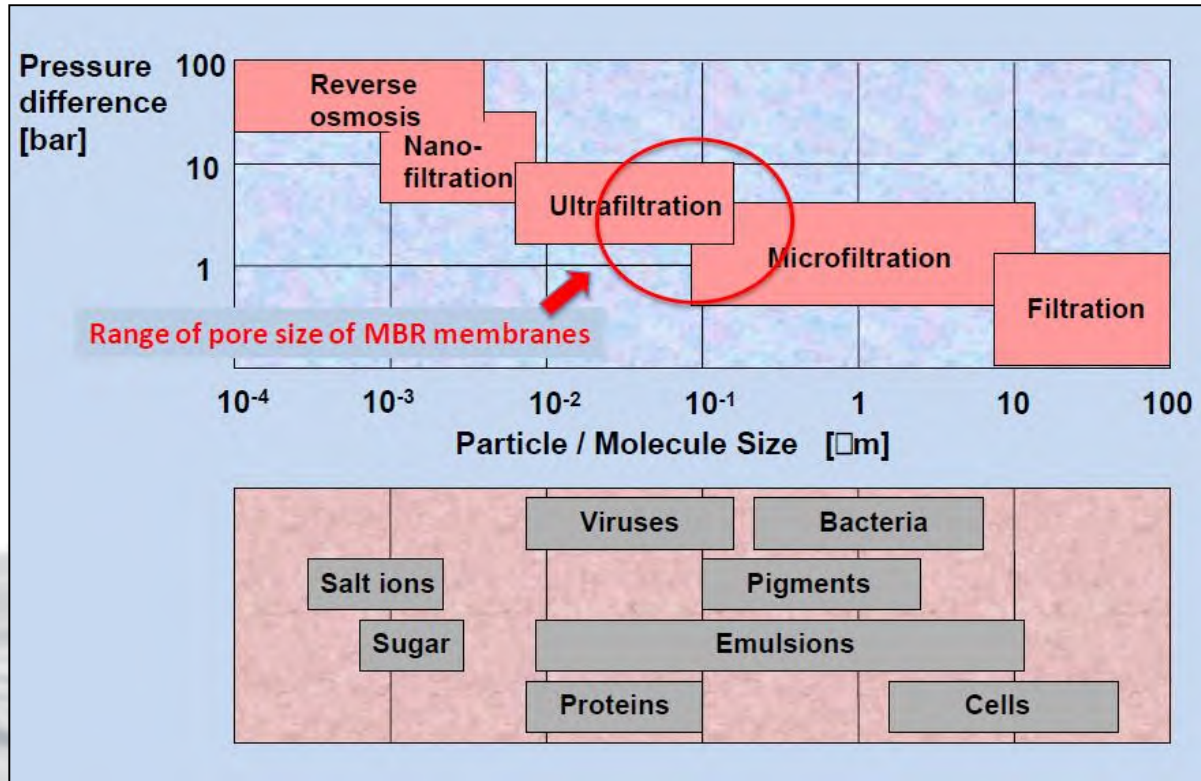 Pressure
difference
[bar]
100
10
1
Reverse
osmosis
Nano-
filtration
Ultrafiltration
Microfiltration
Filtration
Range of pore size of MBR membranes
10⁻⁴ 10⁻³ 10⁻² 10⁻¹ 1 10 100
Particle / Molecule Size [□m]
Viruses Bacteria
Salt ions Pigments
Sugar Emulsions
Proteins Cells